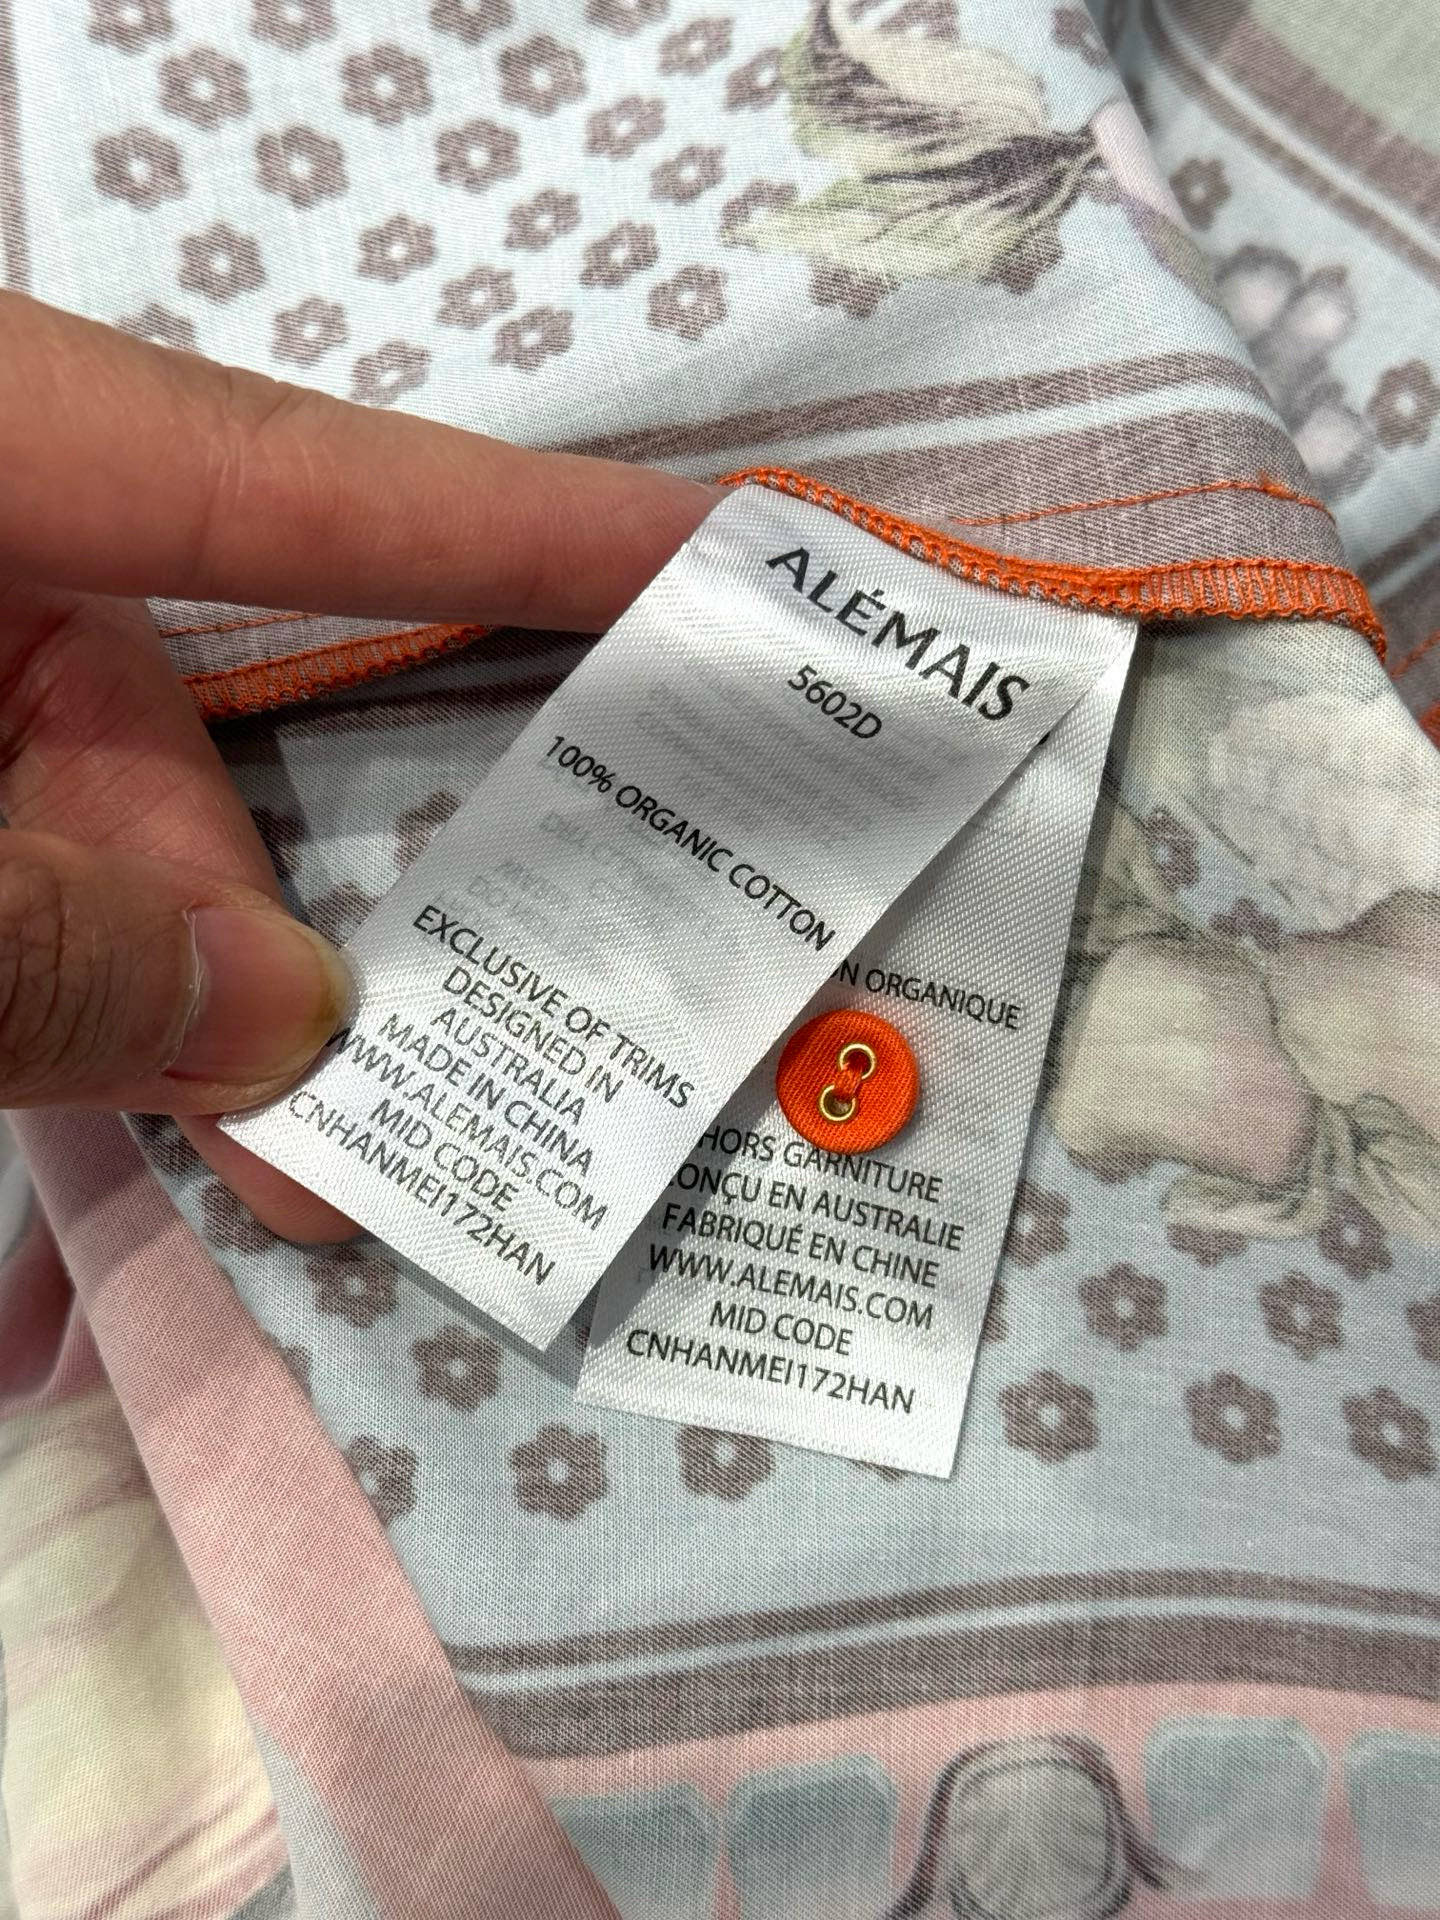 ALÉMAIS
5602D
100% ORGANIC COTTON
EXCLUSIVE OF TRIMS
DESIGNED IN
AUSTRALIA
MADE IN CHINA
WWW.ALEMAIS.COM
MID CODE
CNHANMEI172HAN
ORGANIQUE
HORS GARNITURE
EN AUSTRALIE
FABRIQUÉ EN CHINE
WWW.ALEMAIS.COM
MID CODE
CNHANMEI172HAN